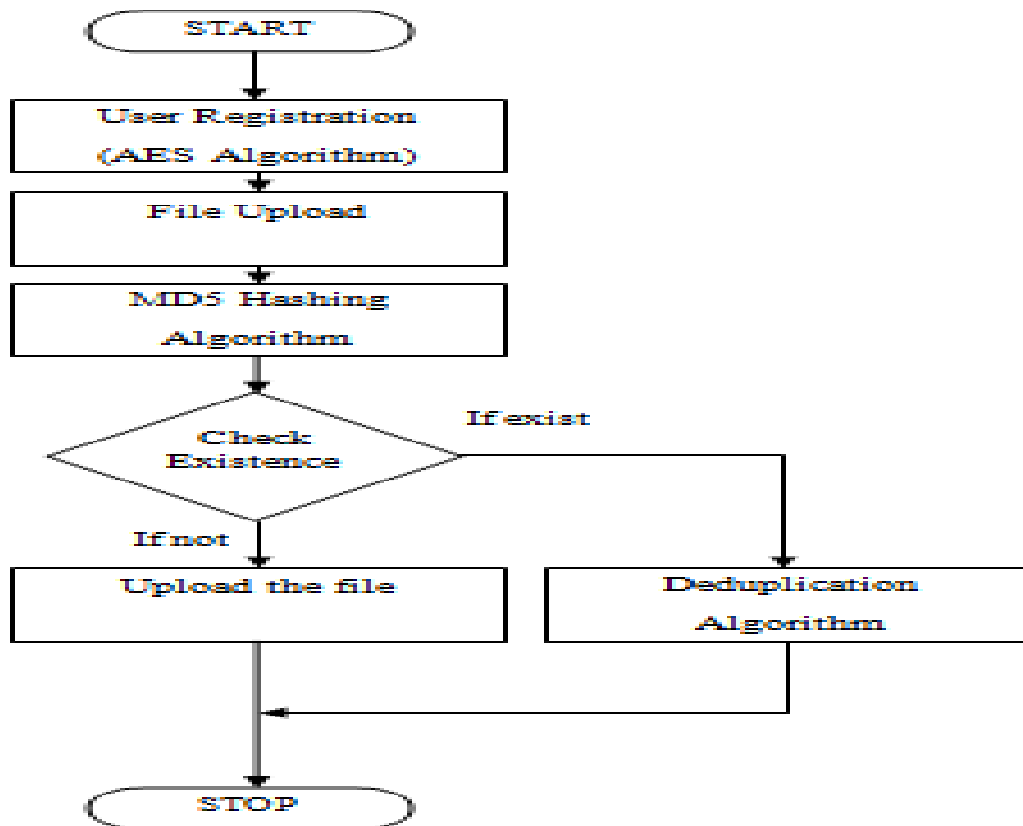 START
User Registration
(AES Algorithm)
File Upload
MD5 Hashing
Algorithm
Check
Existence
If exist
If not
Upload the file
Deduplication
Algorithm
STOP